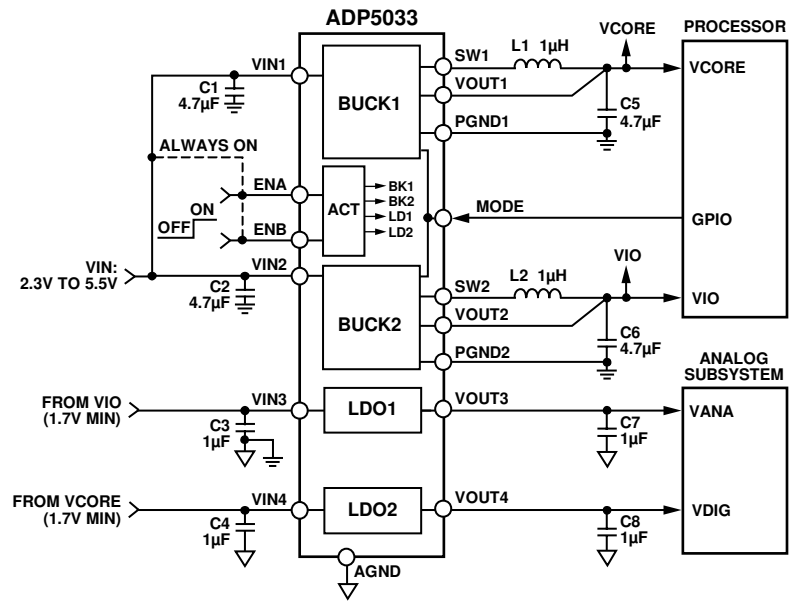 ADP5033
PROCESSOR
VIN1
C1
4.7µF
BUCK1
SW1
L1 1µH
VCORE
VCORE
VOUT1
C5
4.7µF
PGND1
ALWAYS ON
ENA
ON
OFF
ENB
ACT
BK1
BK2
LD1
LD2
MODE
GPIO
VIN:
2.3V TO 5.5V
VIN2
C2
4.7µF
BUCK2
SW2
L2 1µH
VIO
VIO
VOUT2
C6
4.7µF
PGND2
ANALOG
SUBSYSTEM
FROM VIO
(1.7V MIN)
VIN3
C3
1µF
LDO1
VOUT3
C7
1µF
VANA
FROM VCORE
(1.7V MIN)
VIN4
C4
1µF
LDO2
VOUT4
C8
1µF
VDIG
AGND